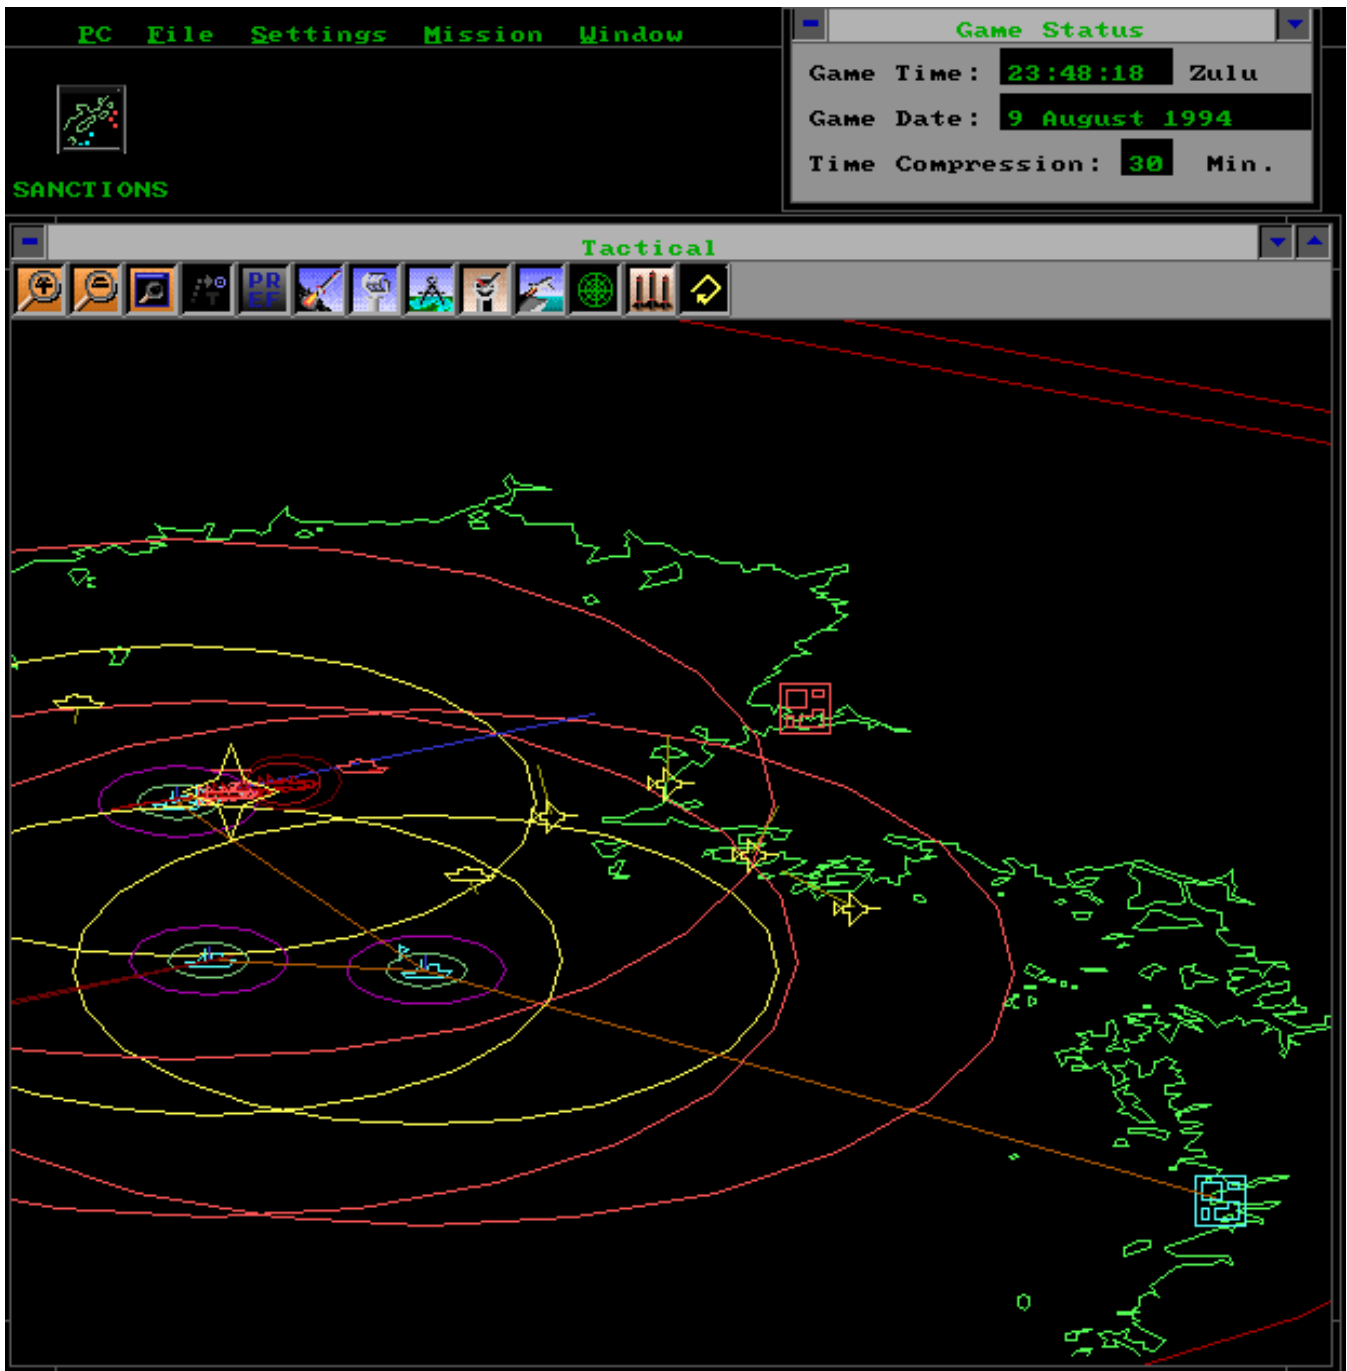 PC File Settings Mission Window
Game Status
Game Time: 23:48:18 Zulu
Game Date: 9 August 1994
Time Compression: 30 Min.
SANCTIONS
Tactical
PREF